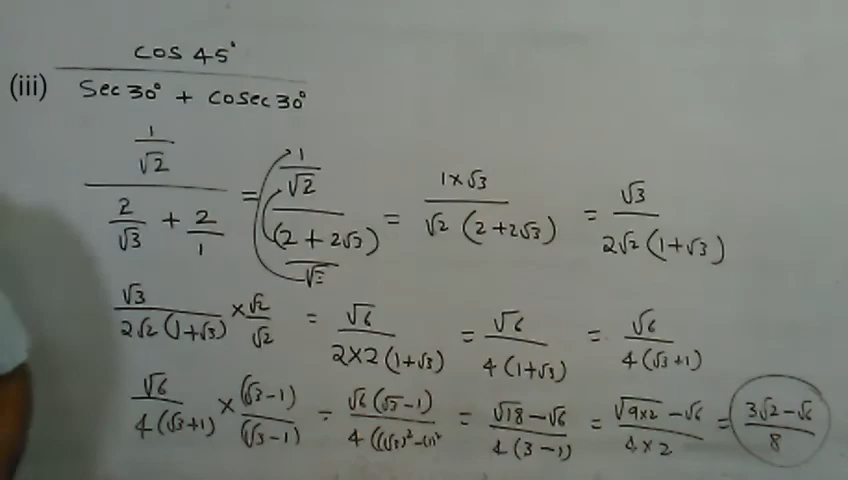 (iii) cos 45° / Sec 30° + cosec 30°
1/√2 / 2/√3 + 2/1 = 1/√2 / (2 + 2√3)/√3 = 1×√3 / √2 (2+2√3) = √3 / 2√2 (1+√3)
√3 / 2√2 (1+√3) × √2/√2 = √6 / 2×2 (1+√3) = √6 / 4(1+√3) = √6 / 4(√3+1)
√6 / 4(√3+1) × (√3-1)/(√3-1) = √6(√3-1) / 4((√3)²-(1)² = √18-√6 / 4(3-1) = √9×2 - √6 / 4×2 = 3√2-√6 / 8